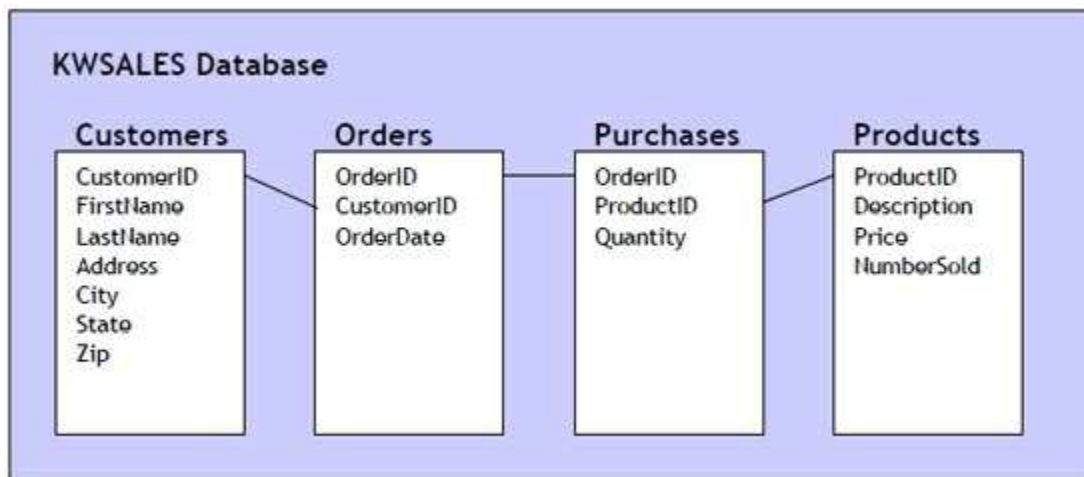 KWSALES Database
Customers
CustomerID
FirstName
LastName
Address
City
State
Zip
Orders
OrderID
CustomerID
OrderDate
Purchases
OrderID
ProductID
Quantity
Products
ProductID
Description
Price
NumberSold